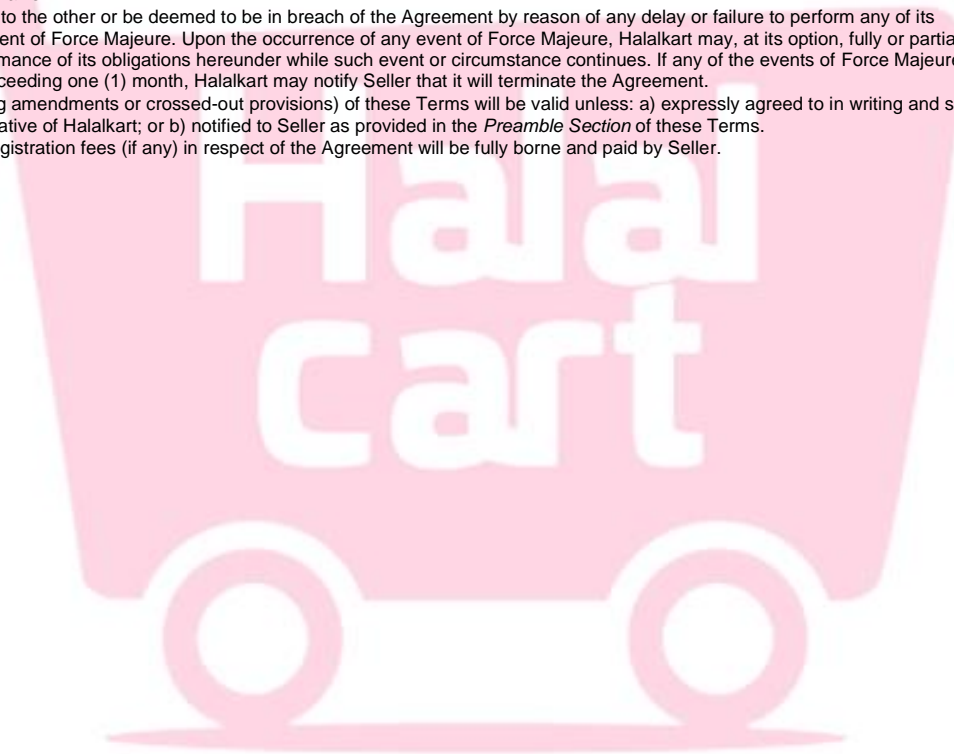 to the other or be deemed to be in breach of the Agreement by reason of any delay or failure to perform any of its
ent of Force Majeure. Upon the occurrence of any event of Force Majeure, Halalkart may, at its option, fully or partia
mance of its obligations hereunder while such event or circumstance continues. If any of the events of Force Majeure
ceeding one (1) month, Halalkart may notify Seller that it will terminate the Agreement.
g amendments or crossed-out provisions) of these Terms will be valid unless: a) expressly agreed to in writing and s
ative of Halalkart; or b) notified to Seller as provided in the Preamble Section of these Terms.
gistration fees (if any) in respect of the Agreement will be fully borne and paid by Seller.
Halal
cart